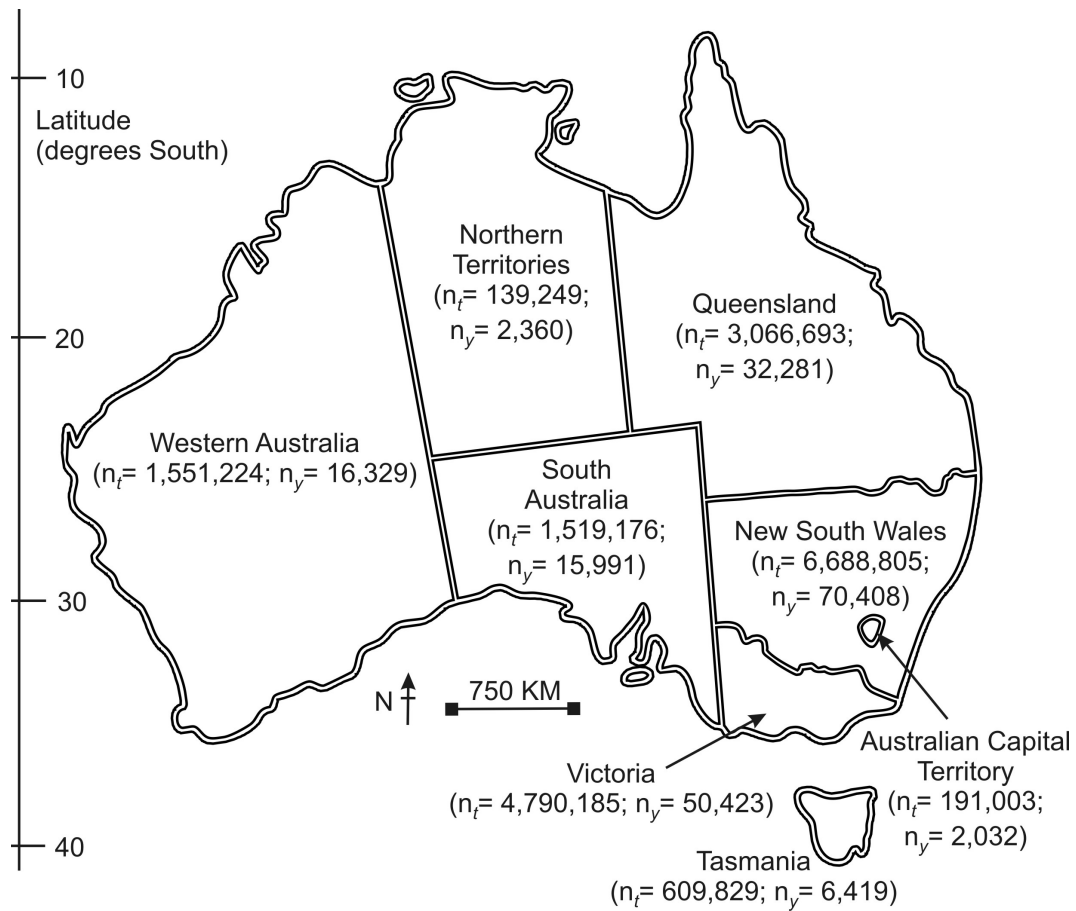 10
Latitude
(degrees South)
20
30
40
Northern
Territories
(nt= 139,249;
ny= 2,360)
Queensland
(nt= 3,066,693;
ny= 32,281)
Western Australia
(nt= 1,551,224; ny= 16,329)
South
Australia
(nt= 1,519,176;
ny= 15,991)
New South Wales
(nt= 6,688,805;
ny= 70,408)
N
750 KM
Victoria
(nt= 4,790,185; ny= 50,423)
Australian Capital
Territory
(nt= 191,003;
ny= 2,032)
Tasmania
(nt= 609,829; ny= 6,419)